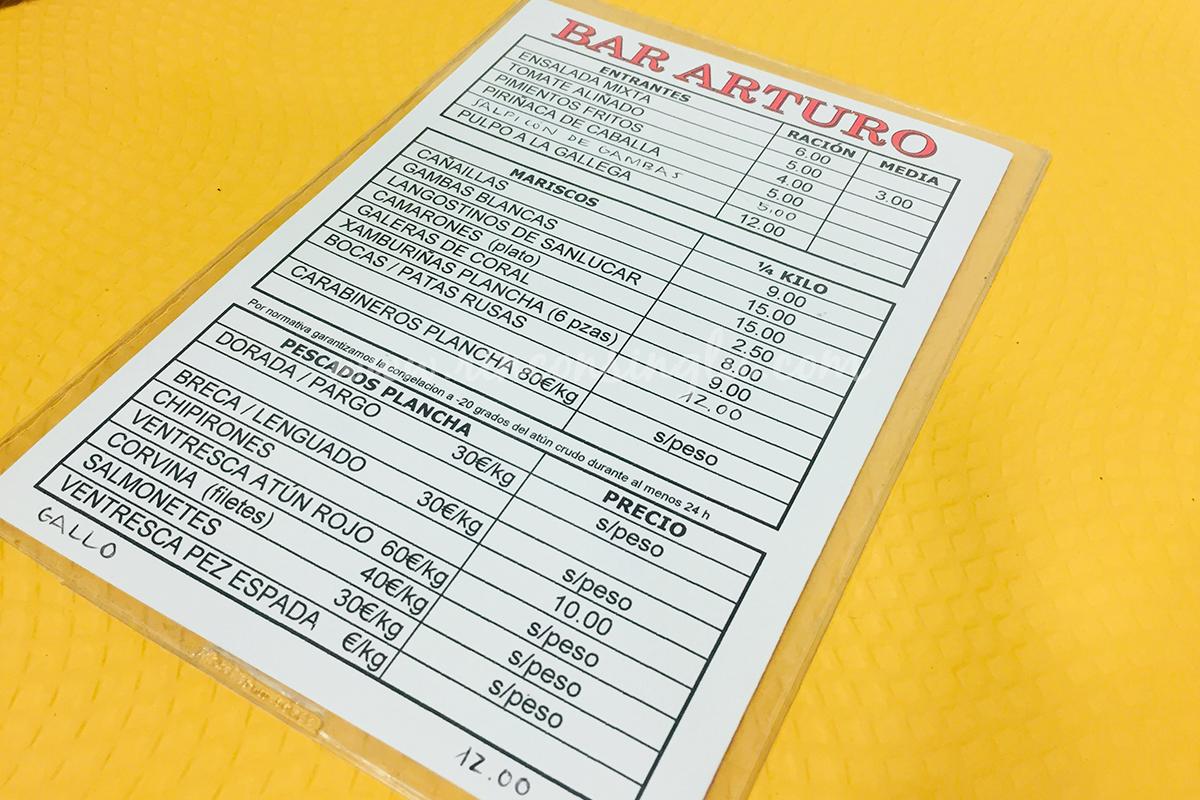 BAR ARTURO
ENTRANTES RACIÓN MEDIA
ENSALADA MIXTA 6.00
TOMATE ALIÑADO 5.00 3.00
PIMIENTOS FRITOS 4.00
PIRIÑACA DE CABALLA 5.00
SALPICON DE GAMBAS 5.00
PULPO A LA GALLEGA 12.00
MARISCOS ¼ KILO
CAÑAILLAS 9.00
GAMBAS BLANCAS 15.00
LANGOSTINOS DE SANLUCAR 15.00
CAMARONES (plato) 2.50
GALERAS DE CORAL 8.00
XAMBURIÑAS PLANCHA (6 pzas) 9.00
BOCAS / PATAS RUSAS 12.00
CARABINEROS PLANCHA 80€/kg s/peso
Por normativa garantizamos la congelacion a -20 grados del atún crudo durante al menos 24 h
PESCADOS PLANCHA PRECIO
DORADA / PARGO 30€/kg s/peso
BRECA / LENGUADO 30€/kg s/peso
CHIPIRONES 10.00
VENTRESCA ATÚN ROJO 60€/kg s/peso
CORVINA (filetes) 40€/kg s/peso
SALMONETES 30€/kg s/peso
VENTRESCA PEZ ESPADA €/kg
GALLO 12.00